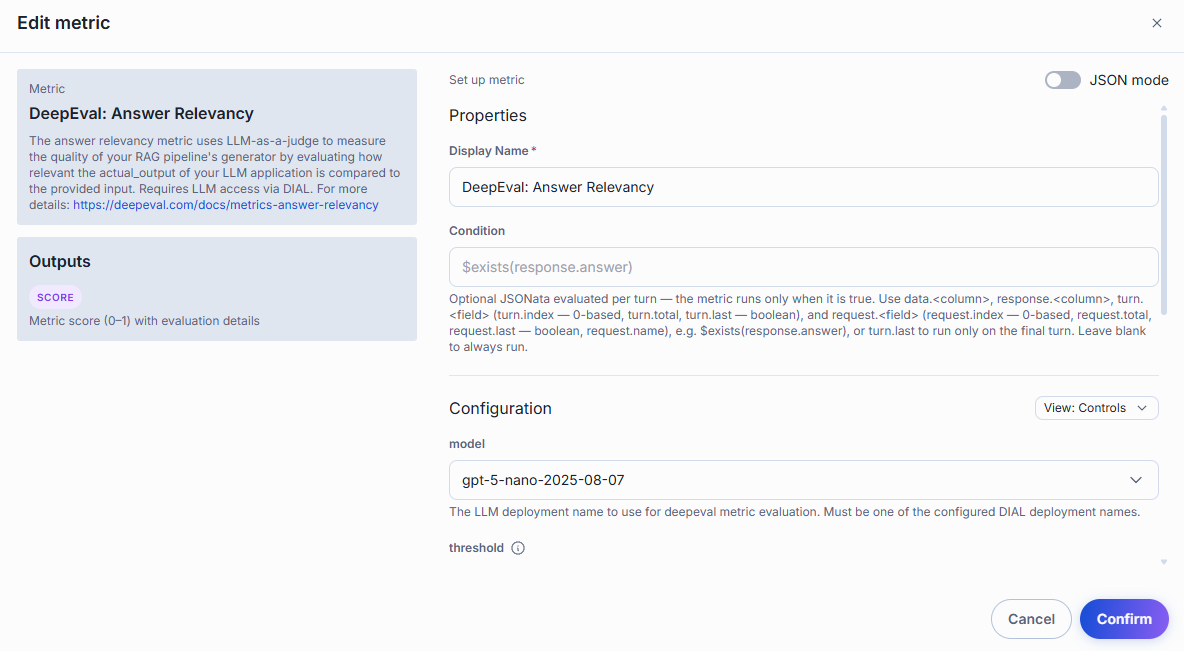 Edit metric
Metric
DeepEval: Answer Relevancy
The answer relevancy metric uses LLM-as-a-judge to measure
the quality of your RAG pipeline's generator by evaluating how
relevant the actual_output of your LLM application is compared to
the provided input. Requires LLM access via DIAL. For more
details: https://deepeval.com/docs/metrics-answer-relevancy
Outputs
SCORE
Metric score (0–1) with evaluation details
Set up metric
JSON mode
Properties
Display Name *
DeepEval: Answer Relevancy
Condition
$exists(response.answer)
Optional JSONata evaluated per turn — the metric runs only when it is true. Use data.<column>, response.<column>, turn.
<field> (turn.index — 0-based, turn.total, turn.last — boolean), and request.<field> (request.index — 0-based, request.total,
request.last — boolean, request.name), e.g. $exists(response.answer), or turn.last to run only on the final turn. Leave blank
to always run.
Configuration
View: Controls
model
gpt-5-nano-2025-08-07
The LLM deployment name to use for deepeval metric evaluation. Must be one of the configured DIAL deployment names.
threshold
Cancel
Confirm